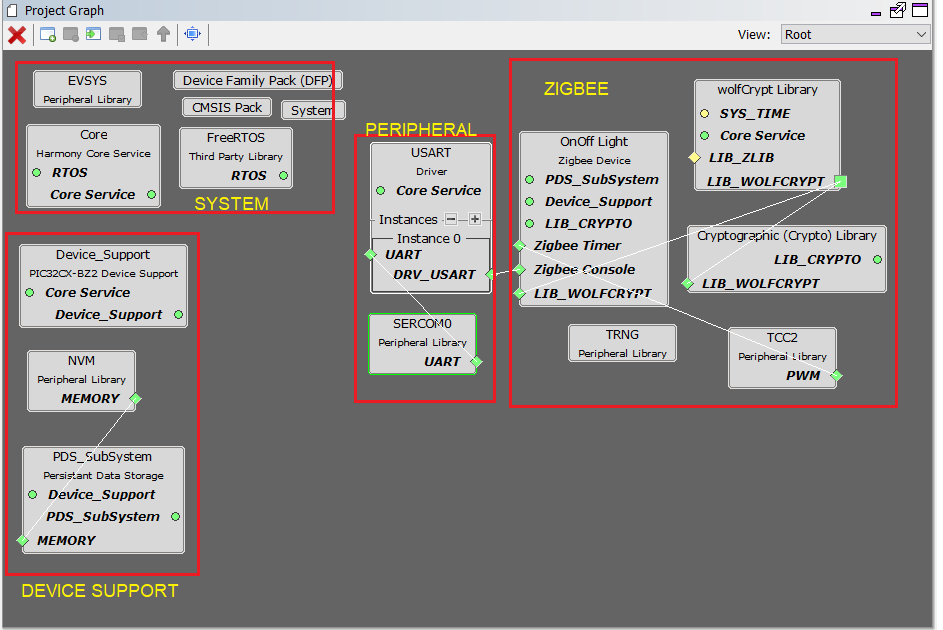 Project Graph
View:
Root
EVSYS
Peripheral Library
Device Family Pack (DFP)
CMSIS Pack
System
Core
Harmony Core Service
RTOS
Core Service
FreeRTOS
Third Party Library
RTOS
SYSTEM
Device_Support
PIC32CX-BZ2 Device Support
Core Service
Device_Support
NVM
Peripheral Library
MEMORY
PDS_SubSystem
Persistant Data Storage
Device_Support
PDS_SubSystem
MEMORY
DEVICE SUPPORT
PERIPHERAL
USART
Driver
Core Service
Instances
Instance 0
UART
DRV_USART
SERCOM0
Peripheral Library
UART
ZIGBEE
OnOff Light
Zigbee Device
PDS_SubSystem
Device_Support
LIB_CRYPTO
Zigbee Timer
Zigbee Console
LIB_WOLFCRYPT
wolfCrypt Library
SYS_TIME
Core Service
LIB_ZLIB
LIB_WOLFCRYPT
Cryptographic (Crypto) Library
LIB_CRYPTO
LIB_WOLFCRYPT
TRNG
Peripheral Library
TCC2
Peripheral Library
PWM